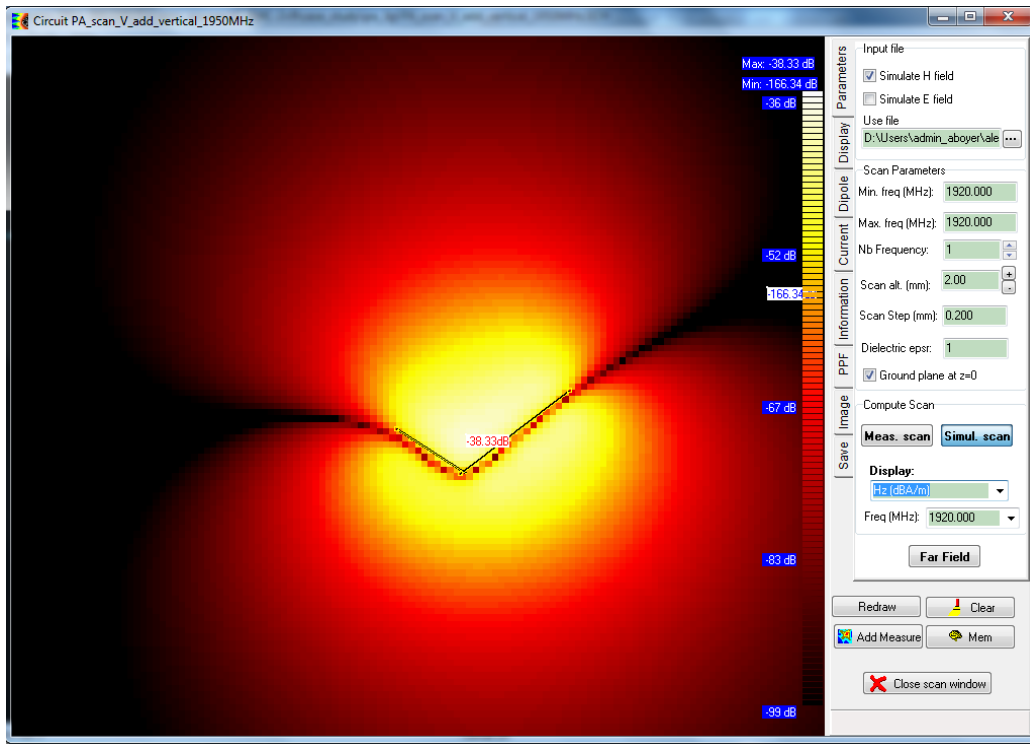 Circuit PA_scan_V_add_vertical_1950MHz
Max: -38.33 dB
Min: -166.34 dB
-36 dB
-52 dB
-166.34
-67 dB
-38.33dB
-83 dB
-99 dB
Parameters
Display
Dipole
Current
Information
PPF
Image
Save
Input file
Simulate H field
Simulate E field
Use file
D:\Users\admin_aboyer\ale
...
Scan Parameters
Min. freq (MHz): 1920.000
Max. freq (MHz): 1920.000
Nb Frequency: 1
Scan alt. (mm): 2.00
+
-
Scan Step (mm): 0.200
Dielectric epsr: 1
Ground plane at z=0
Compute Scan
Meas. scan Simul. scan
Display:
Hz (dBA/m)
Freq (MHz): 1920.000
Far Field
Redraw Clear
Add Measure Mem
Close scan window